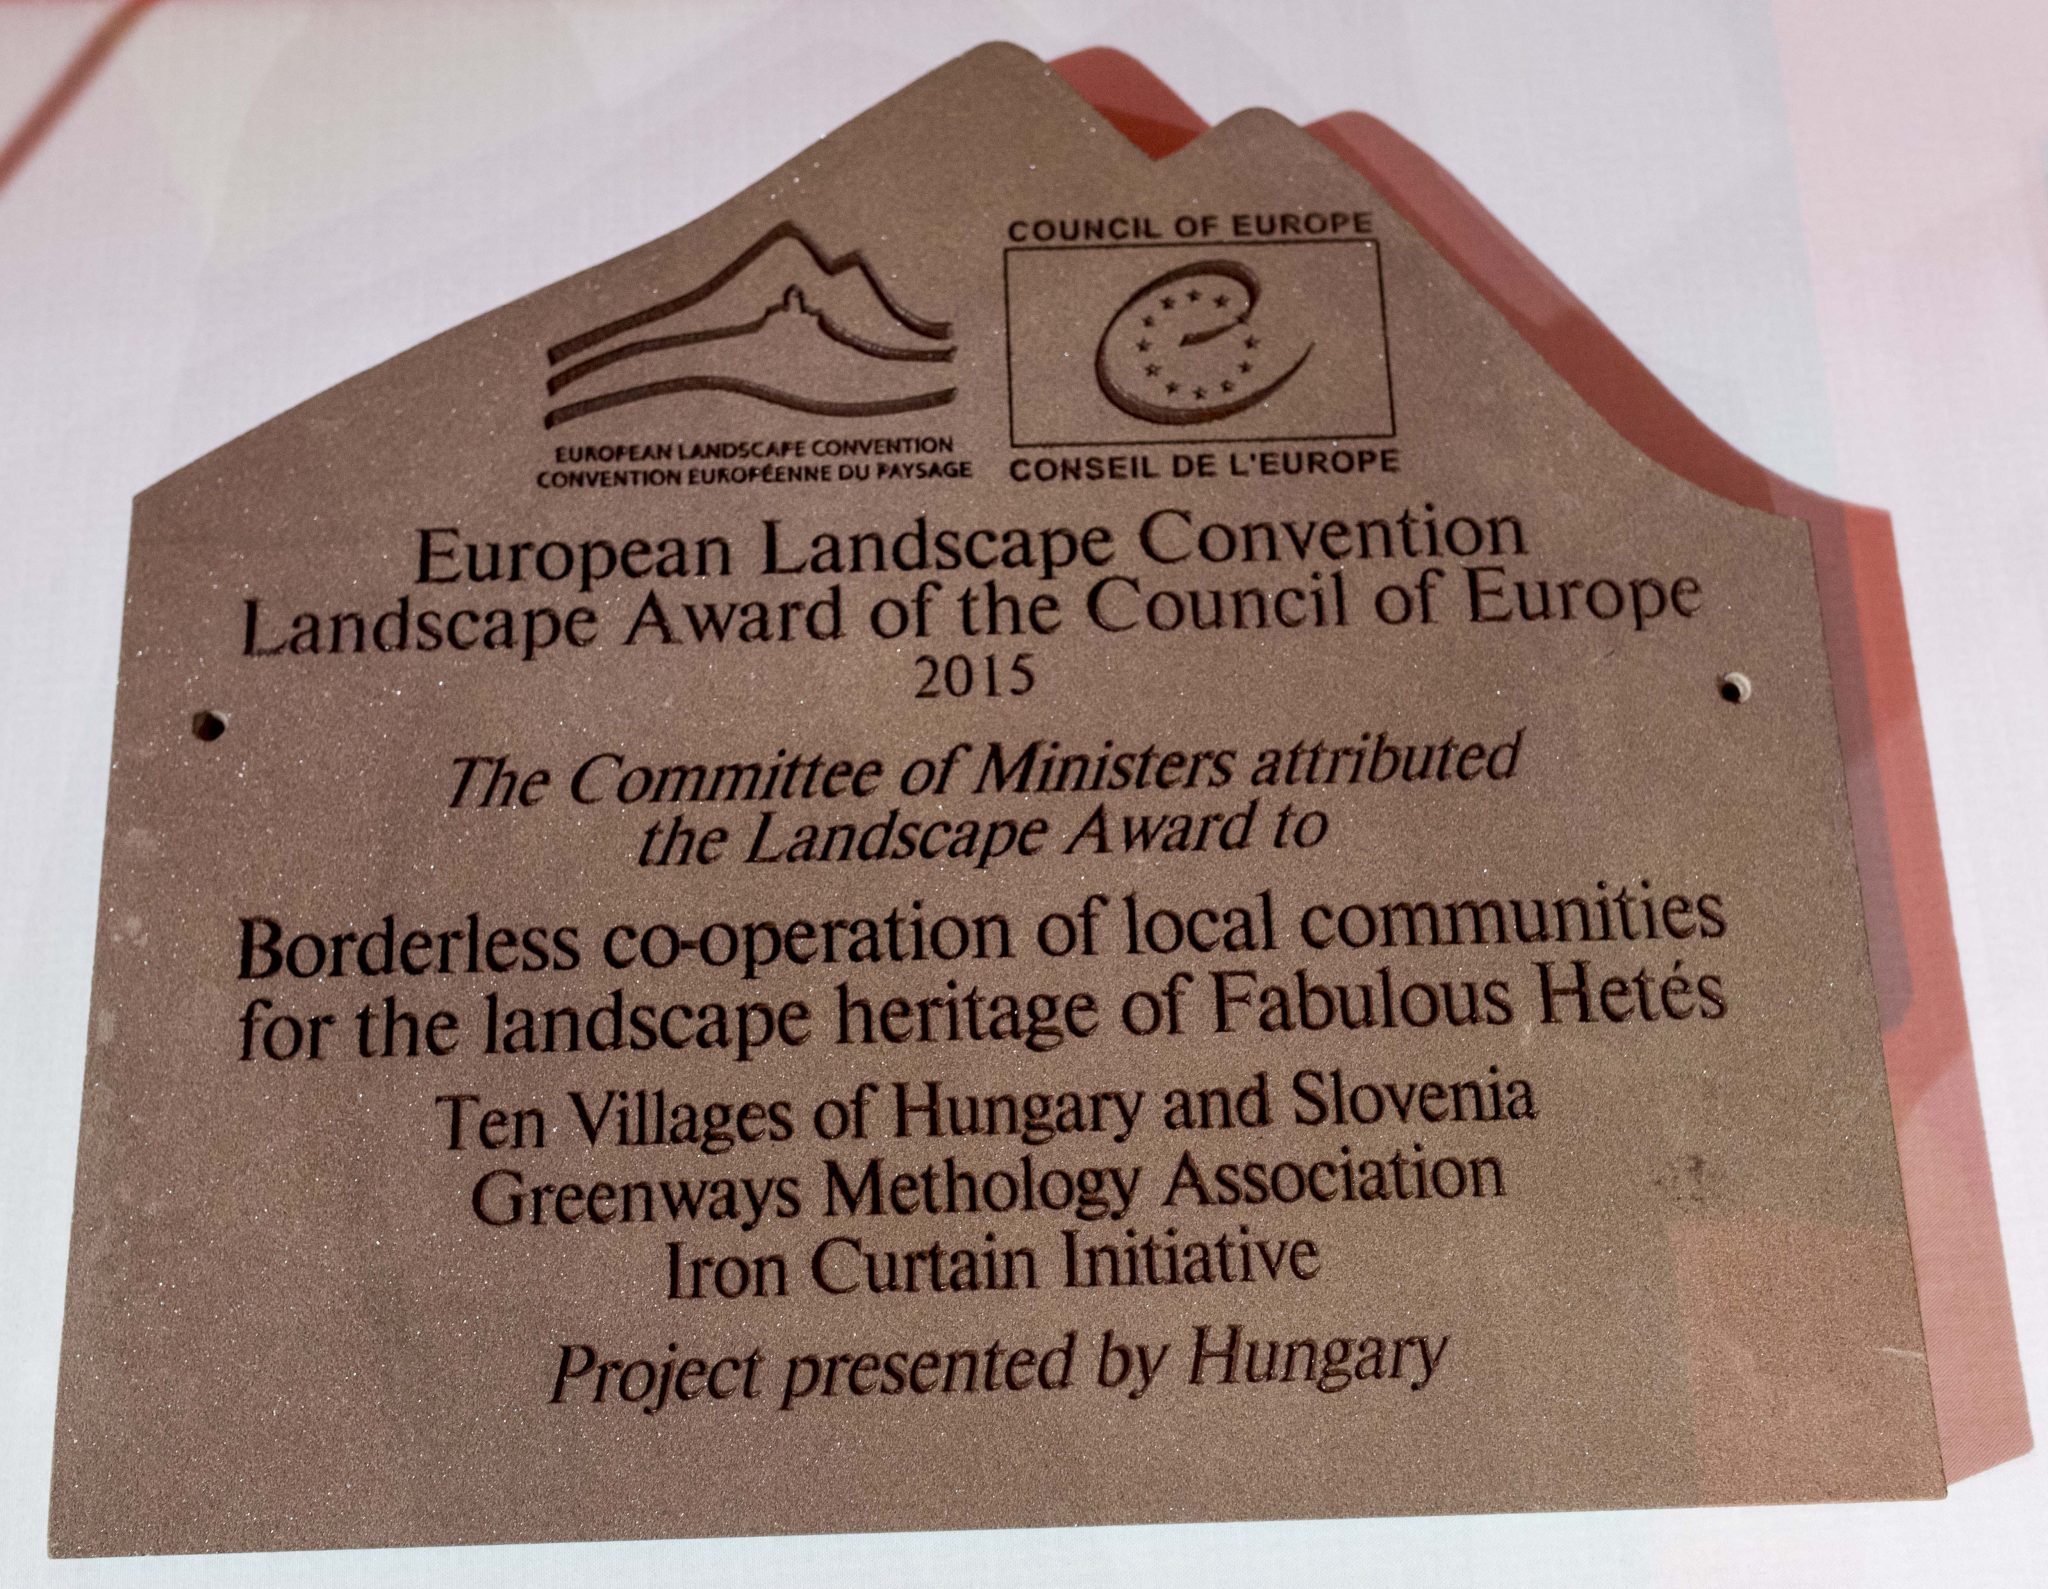 COUNCIL OF EUROPE
EUROPEAN LANDSCAPE CONVENTION
CONVENTION EUROPÉENNE DU PAYSAGE
CONSEIL DE L'EUROPE
European Landscape Convention
Landscape Award of the Council of Europe
2015
The Committee of Ministers attributed
the Landscape Award to
Borderless co-operation of local communities
for the landscape heritage of Fabulous Hetés
Ten Villages of Hungary and Slovenia
Greenways Methology Association
Iron Curtain Initiative
Project presented by Hungary